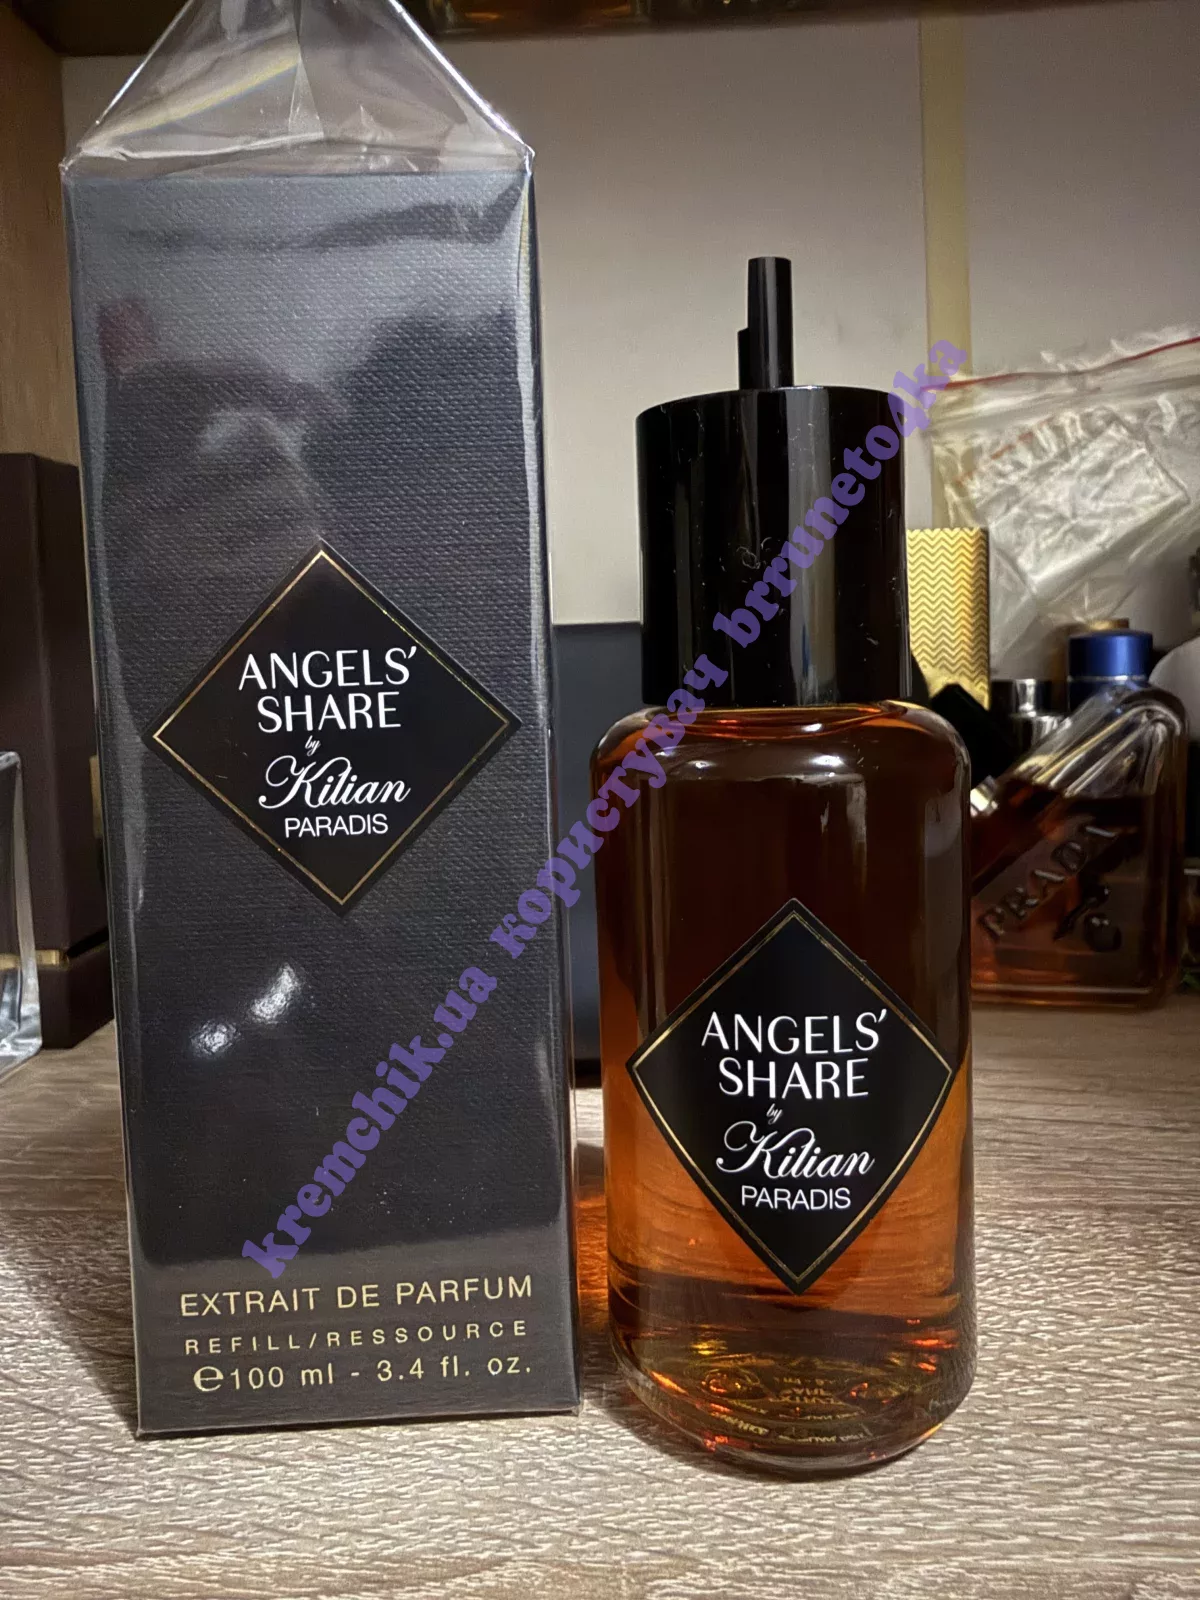 ANGELS'
SHARE
by
Kilian
PARADIS
EXTRAIT DE PARFUM
REFILL/RESSOURCE
℮100 ml - 3.4 fl. oz.
ANGELS'
SHARE
by
Kilian
PARADIS
PRADA
kremchik.ua користувач brruneto4ka